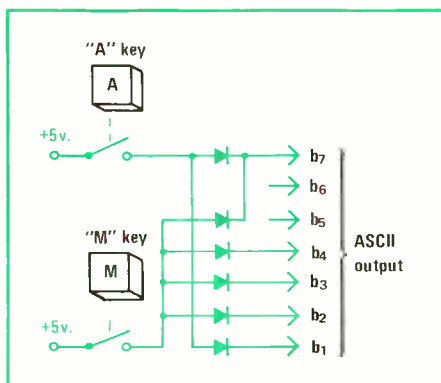 "A" key
A
+5v.
b7
b6
"M" key
b5
M
b4
ASCII
output
b3
b2
+5v.
b1